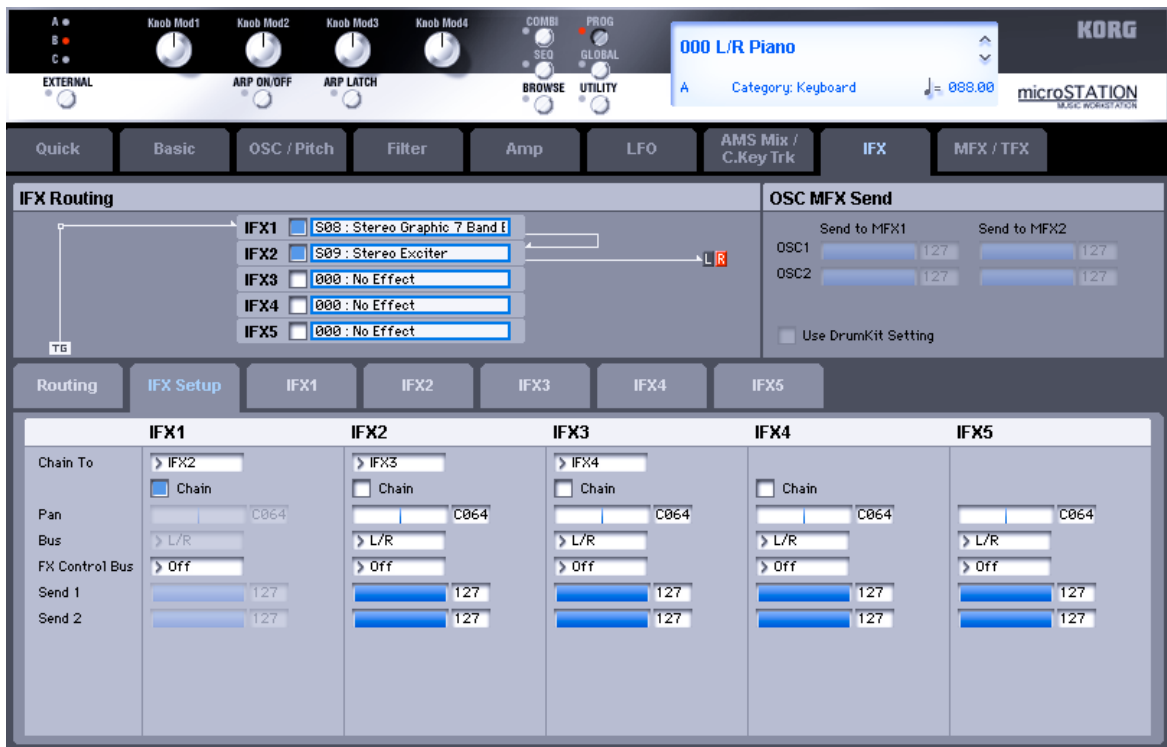 A
B
C
Knob Mod1 Knob Mod2 Knob Mod3 Knob Mod4
COMBI PROG
SEQ GLOBAL
EXTERNAL ARP ON/OFF ARP LATCH BROWSE UTILITY
000 L/R Piano
A Category: Keyboard ♩= 088.00
KORG
microSTATION
MUSIC WORKSTATION
Quick Basic OSC / Pitch Filter Amp LFO AMS Mix / C.Key Trk IFX MFX / TFX
IFX Routing
IFX1 S08 : Stereo Graphic 7 Band E
IFX2 S09 : Stereo Exciter
IFX3 000 : No Effect
IFX4 000 : No Effect
IFX5 000 : No Effect
TG
L R
OSC MFX Send
Send to MFX1 Send to MFX2
OSC1 127 127
OSC2 127 127
Use DrumKit Setting
Routing IFX Setup IFX1 IFX2 IFX3 IFX4 IFX5
IFX1 IFX2 IFX3 IFX4 IFX5
Chain To > IFX2 > IFX3 > IFX4
Chain Chain Chain Chain
Pan C064 C064 C064 C064 C064
Bus > L/R > L/R > L/R > L/R > L/R
FX Control Bus > Off > Off > Off > Off > Off
Send 1 127 127 127 127 127
Send 2 127 127 127 127 127